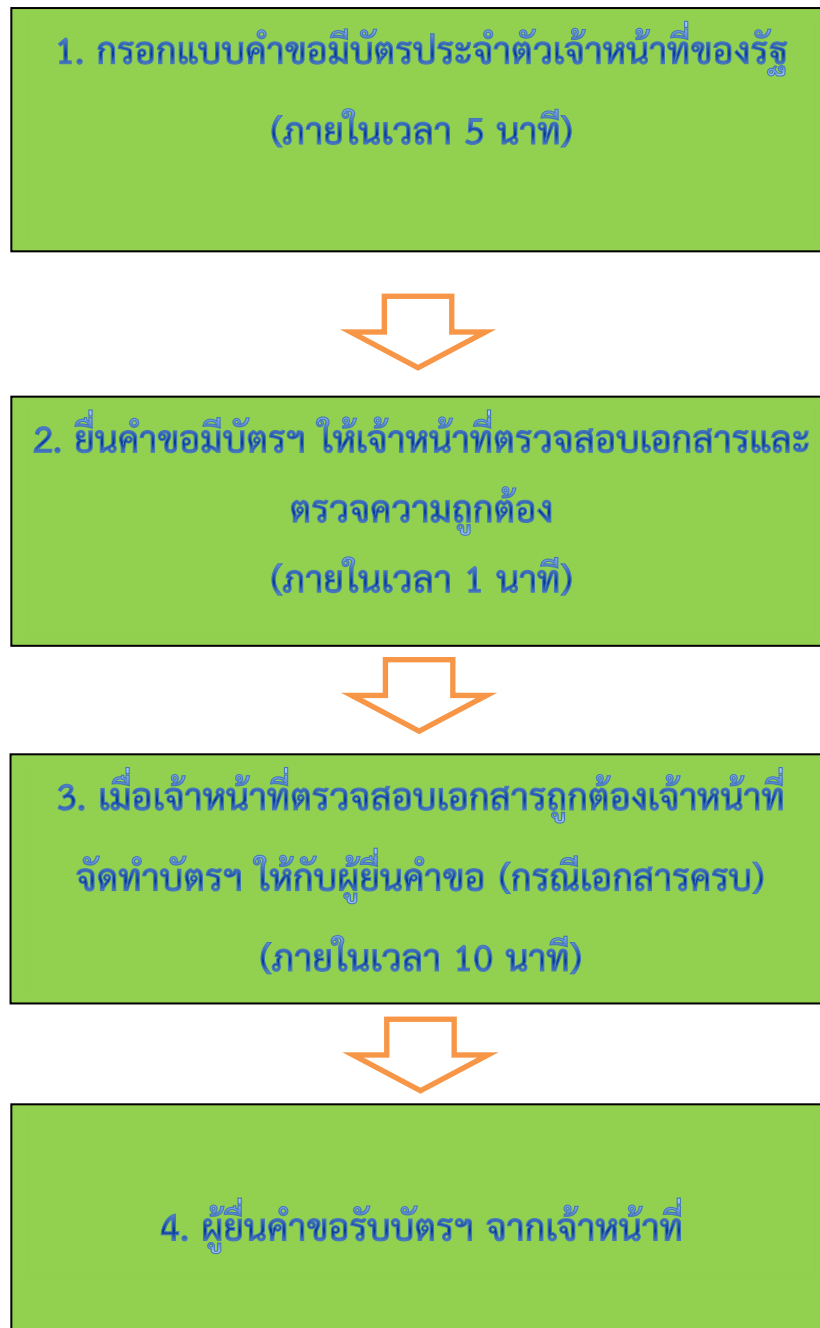 1. กรอกแบบคำขอมีบัตรประจำตัวเจ้าหน้าที่ของรัฐ
(ภายในเวลา 5 นาที)
2. ยื่นคำขอมีบัตรฯ ให้เจ้าหน้าที่ตรวจสอบเอกสารและ
ตรวจความถูกต้อง
(ภายในเวลา 1 นาที)
3. เมื่อเจ้าหน้าที่ตรวจสอบเอกสารถูกต้องเจ้าหน้าที่
จัดทำบัตรฯ ให้กับผู้ยื่นคำขอ (กรณีเอกสารครบ)
(ภายในเวลา 10 นาที)
4. ผู้ยื่นคำขอรับบัตรฯ จากเจ้าหน้าที่